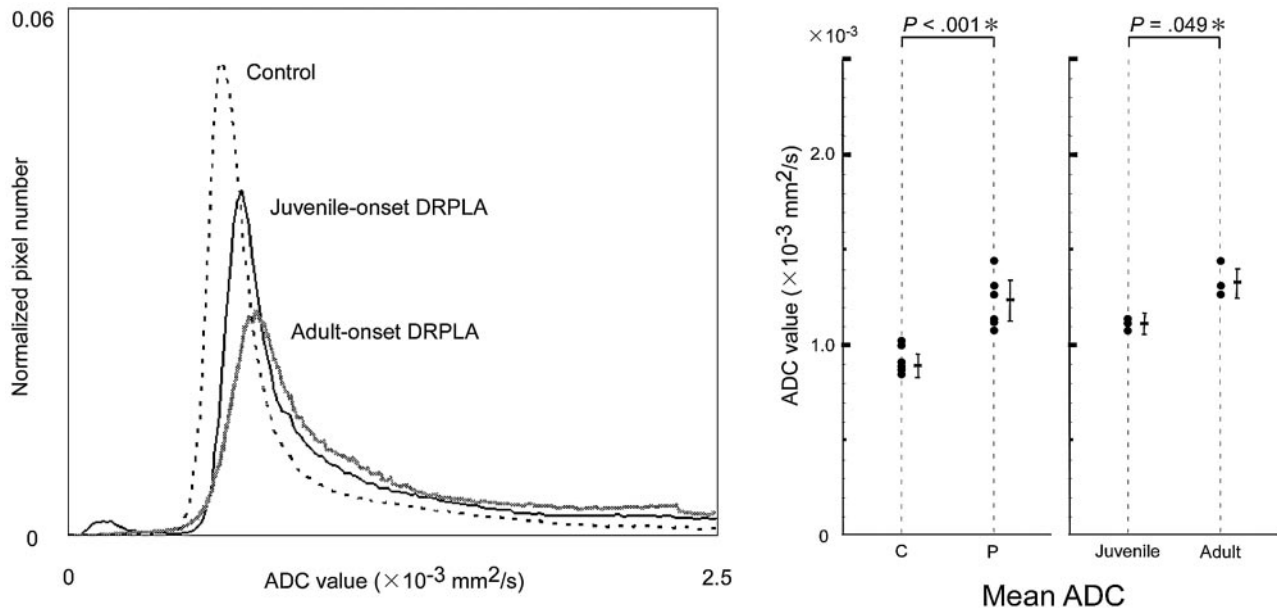 0.06
Control
Juvenile-onset DRPLA
Adult-onset DRPLA
Normalized pixel number
0
0
ADC value (×10⁻³ mm²/s)
2.5
×10⁻³
P < .001*
P = .049*
2.0
1.0
0
ADC value (×10⁻³ mm²/s)
C
P
Juvenile
Adult
Mean ADC